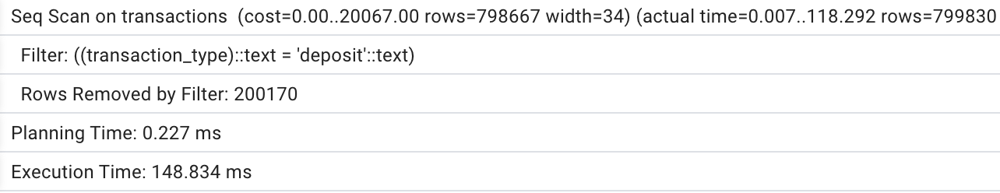 Seq Scan on transactions  (cost=0.00..20067.00 rows=798667 width=34) (actual time=0.007..118.292 rows=799830
Filter: ((transaction_type)::text = 'deposit'::text)
Rows Removed by Filter: 200170
Planning Time: 0.227 ms
Execution Time: 148.834 ms